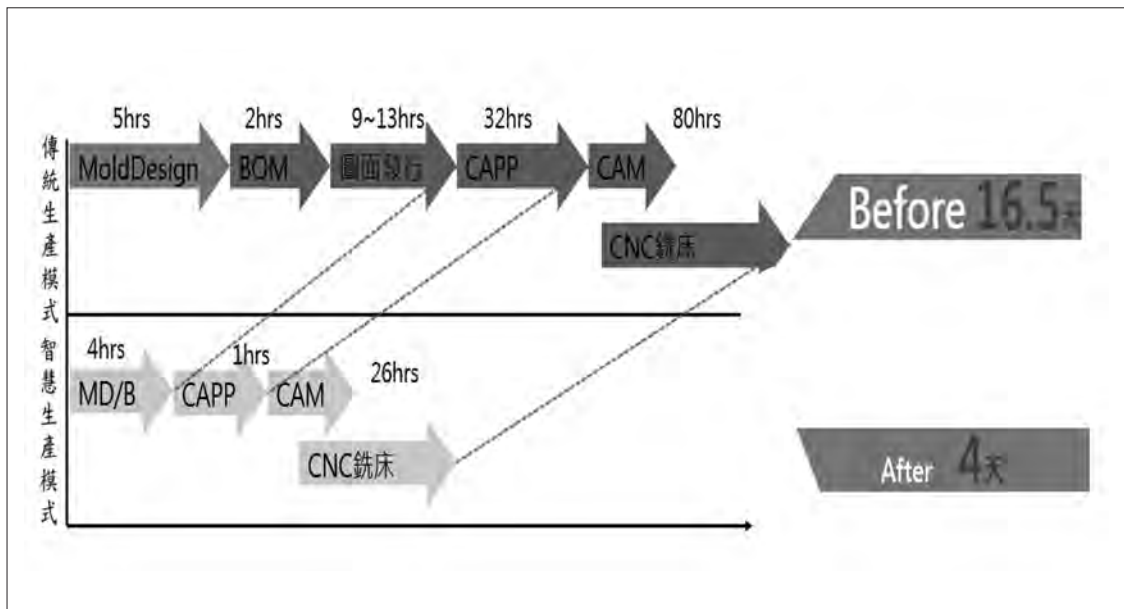 傳統生產模式
5hrs
2hrs
9~13hrs
32hrs
80hrs
MoldDesign
BOM
圖面發行
CAPP
CAM
CNC銑床
Before 16.5天
智慧生產模式
4hrs
1hrs
26hrs
MD/B
CAPP
CAM
CNC銑床
After 4天